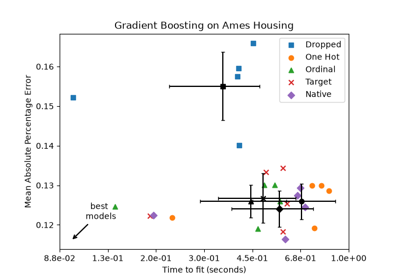 Gradient Boosting on Ames Housing
Mean Absolute Percentage Error
0.16
0.15
0.14
0.13
0.12
Dropped
One Hot
Ordinal
Target
Native
best
models
8.8e-02 1.3e-01 2.0e-01 3.0e-01 4.5e-01 6.8e-01 1.0e+00
Time to fit (seconds)